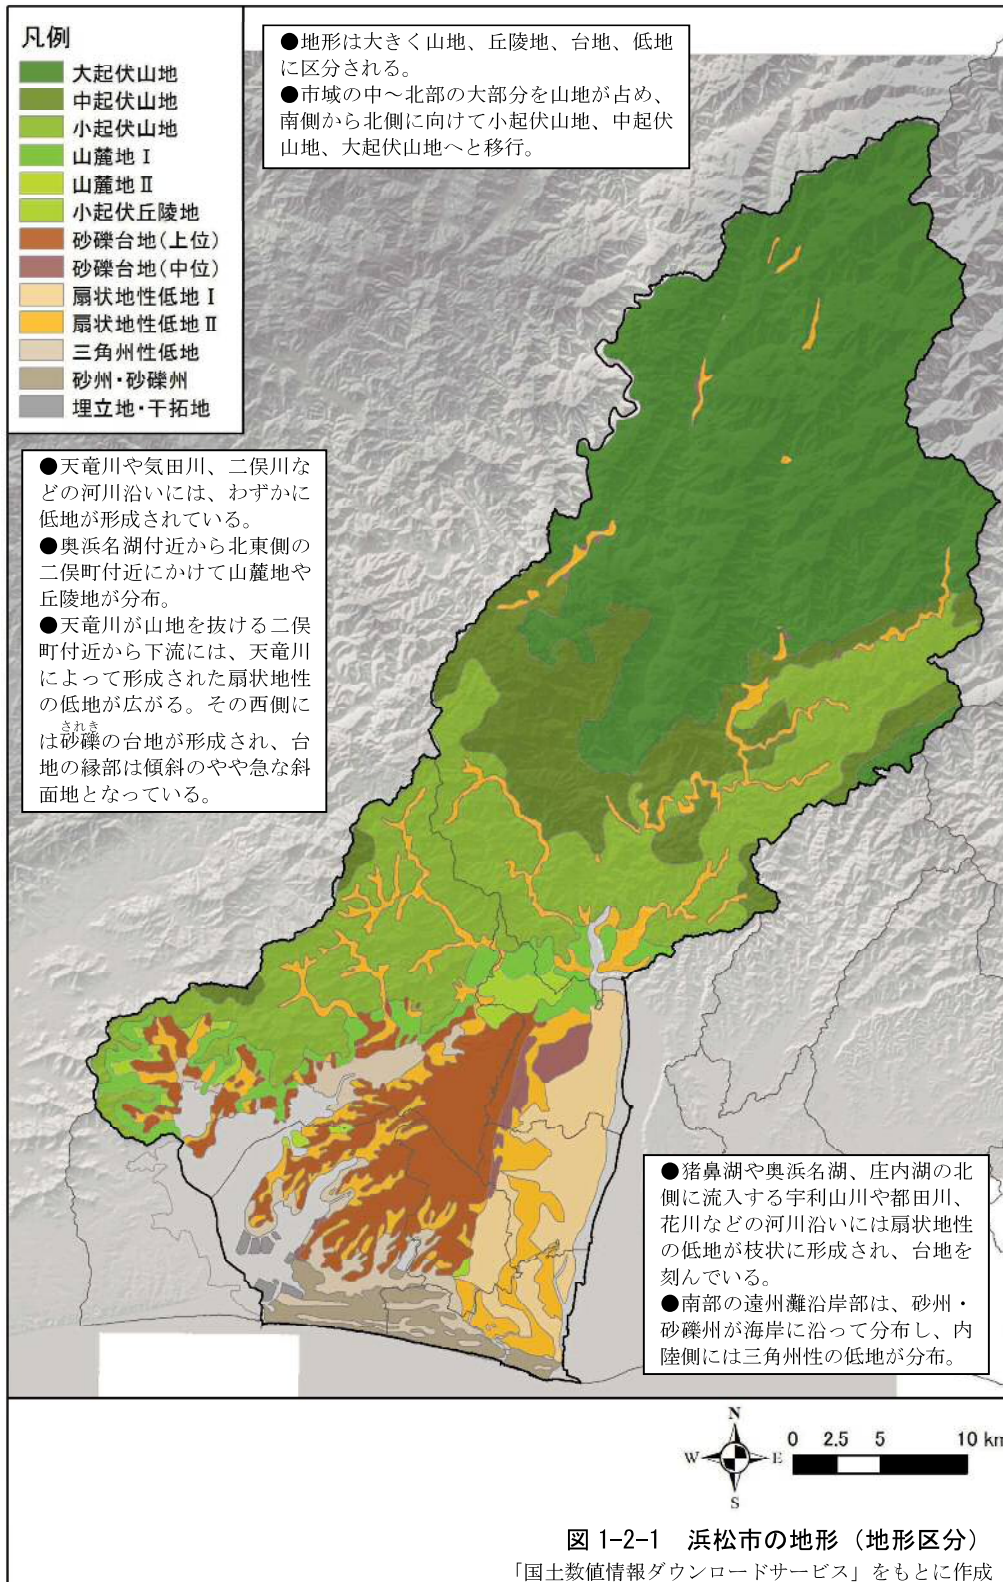 凡例
大起伏山地
中起伏山地
小起伏山地
山麓地Ⅰ
山麓地Ⅱ
小起伏丘陵地
砂礫台地(上位)
砂礫台地(中位)
扇状地性低地Ⅰ
扇状地性低地Ⅱ
三角州性低地
砂州・砂礫州
埋立地・干拓地
●地形は大きく山地、丘陵地、台地、低地
に区分される。
●市域の中～北部の大部分を山地が占め、
南側から北側に向けて小起伏山地、中起伏
山地、大起伏山地へと移行。
●天竜川や気田川、二俣川な
どの河川沿いには、わずかに
低地が形成されている。
●奥浜名湖付近から北東側の
二俣町付近にかけて山麓地や
丘陵地が分布。
●天竜川が山地を抜ける二俣
町付近から下流には、天竜川
によって形成された扇状地性
の低地が広がる。その西側に
されき
は砂礫の台地が形成され、台
地の縁部は傾斜のやや急な斜
面地となっている。
●猪鼻湖や奥浜名湖、庄内湖の北
側に流入する宇利山川や都田川、
花川などの河川沿いには扇状地性
の低地が枝状に形成され、台地を
刻んでいる。
●南部の遠州灘沿岸部は、砂州・
砂礫州が海岸に沿って分布し、内
陸側には三角州性の低地が分布。
N
W E
S
0 2.5 5 10 km
図 1-2-1 浜松市の地形（地形区分）
「国土数値情報ダウンロードサービス」をもとに作成